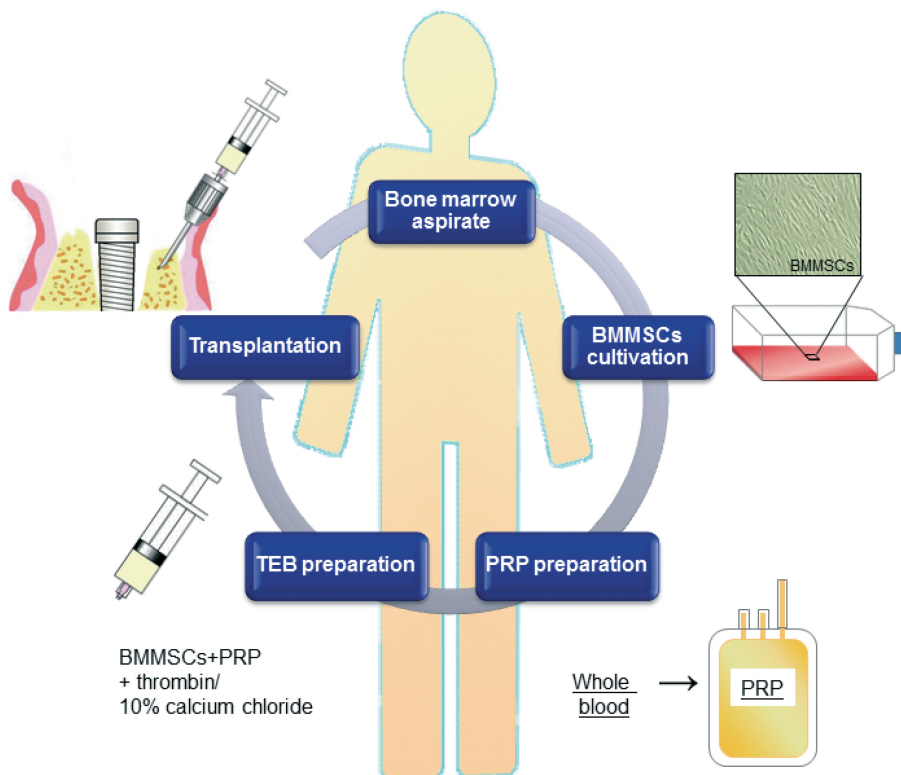 Bone marrow
aspirate
BMMSCs
BMMSCs
cultivation
Transplantation
TEB preparation
PRP preparation
BMMSCs+PRP
+ thrombin/
10% calcium chloride
Whole
blood
→
PRP